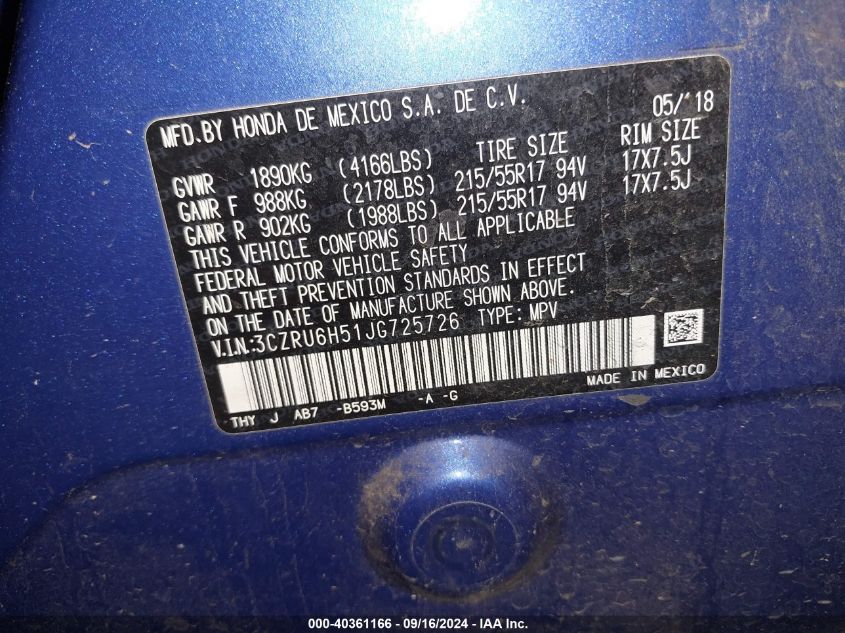 MFD.BY HONDA DE MEXICO S.A. DE C.V. 05/'18
TIRE SIZE RIM SIZE
GVWR 1890KG (4166LBS)
GAWR F 988KG (2178LBS) 215/55R17 94V 17X7.5J
GAWR R 902KG (1988LBS) 215/55R17 94V 17X7.5J
THIS VEHICLE CONFORMS TO ALL APPLICABLE
FEDERAL MOTOR VEHICLE SAFETY
AND THEFT PREVENTION STANDARDS IN EFFECT
ON THE DATE OF MANUFACTURE SHOWN ABOVE.
V.I.N.:3CZRU6H51JG725726 TYPE: MPV
MADE IN MEXICO
THY J AB7 -B593M -A -G
000-40361166 - 09/16/2024 - IAA Inc.